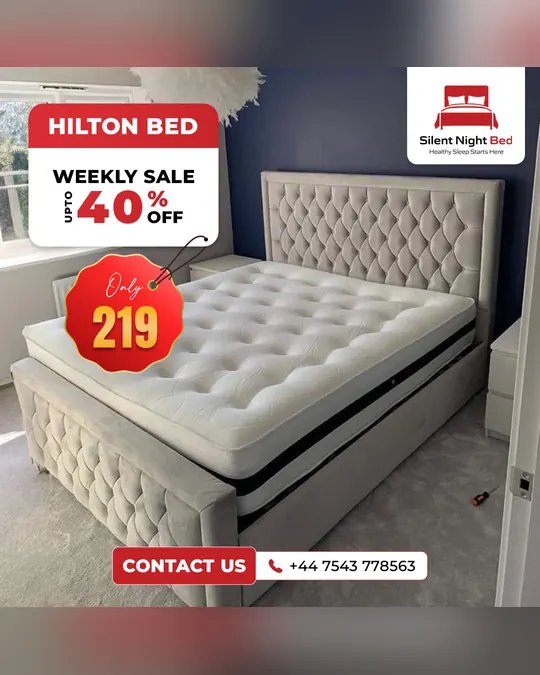 HILTON BED
WEEKLY SALE
UPTO 40% OFF
Only
219
Silent Night Bed
Healthy Sleep Starts Here
CONTACT US
+44 7543 778563